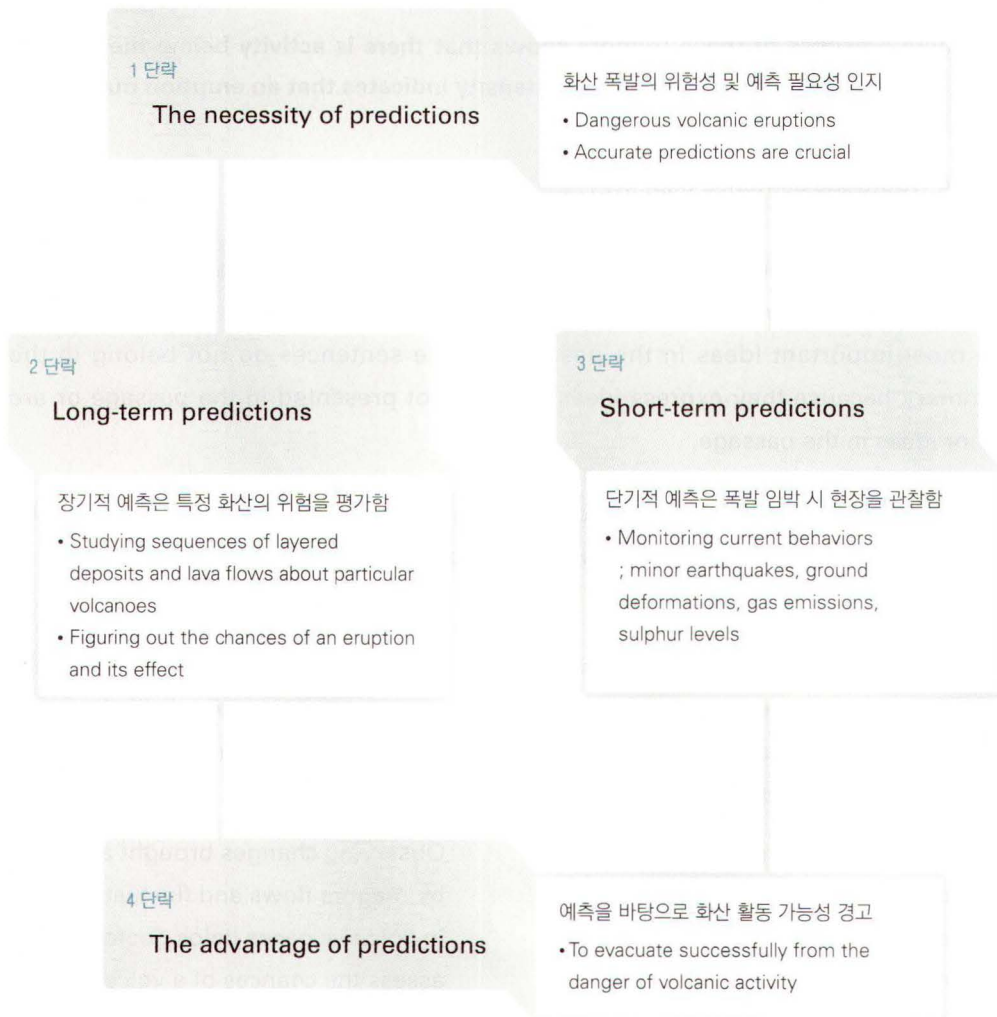 1 단락
The necessity of predictions
화산 폭발의 위험성 및 예측 필요성 인지
• Dangerous volcanic eruptions
• Accurate predictions are crucial
2 단락
Long-term predictions
장기적 예측은 특정 화산의 위험을 평가함
• Studying sequences of layered
deposits and lava flows about particular
volcanoes
• Figuring out the chances of an eruption
and its effect
3 단락
Short-term predictions
단기적 예측은 폭발 임박 시 현장을 관찰함
• Monitoring current behaviors
; minor earthquakes, ground
deformations, gas emissions,
sulphur levels
4 단락
The advantage of predictions
예측을 바탕으로 화산 활동 가능성 경고
• To evacuate successfully from the
danger of volcanic activity